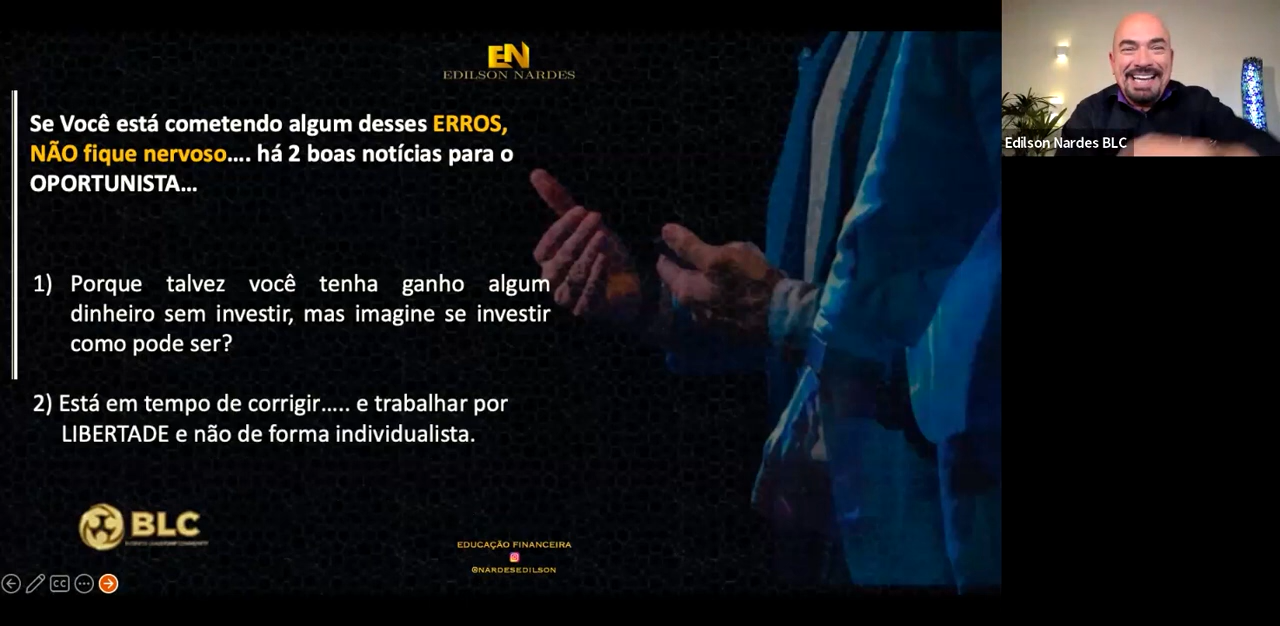 EN
EDILSON NARDES
Se Você está cometendo algum desses ERROS,
NÃO fique nervoso.... há 2 boas notícias para o
OPORTUNISTA...
1) Porque talvez você tenha ganho algum
dinheiro sem investir, mas imagine se investir
como pode ser?
2) Está em tempo de corrigir..... e trabalhar por
LIBERTADE e não de forma individualista.
BLC
EDUCAÇÃO FINANCEIRA
@NARDESEDILSON
CC
Edilson Nardes BLC